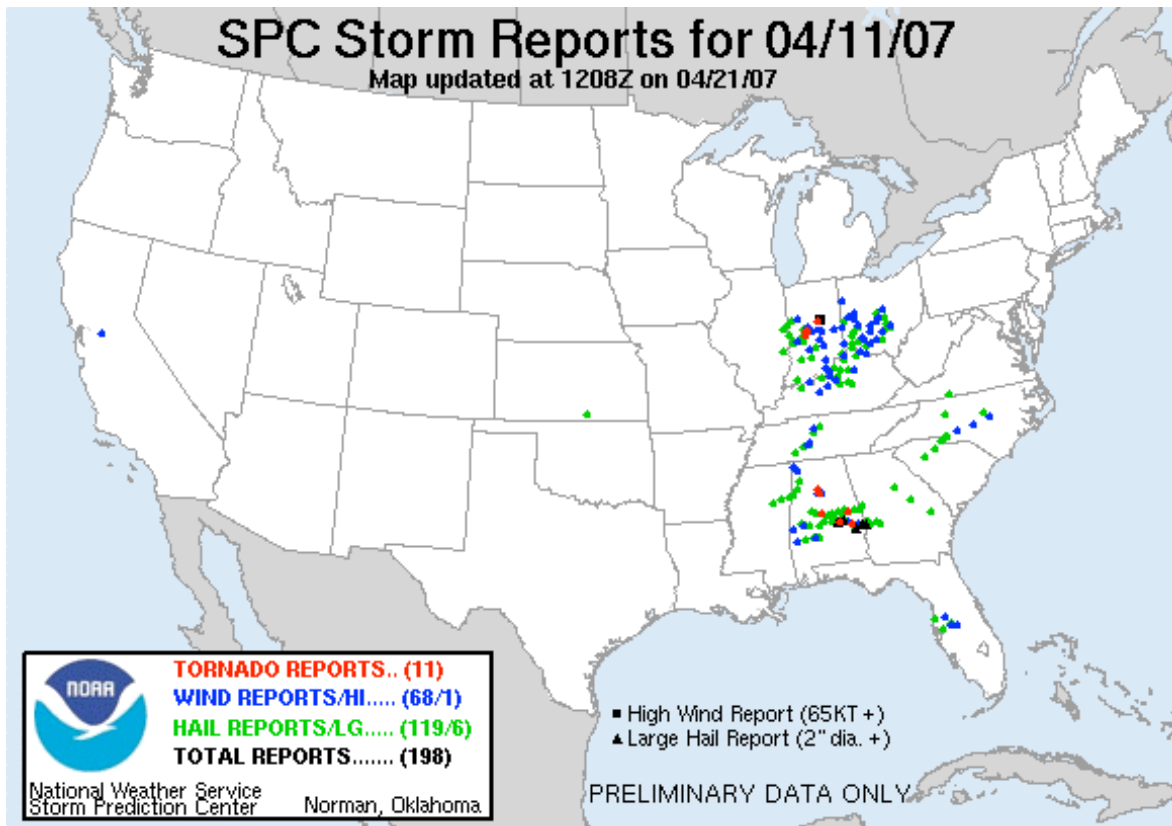 SPC Storm Reports for 04/11/07
Map updated at 1208Z on 04/21/07
NOAA
TORNADO REPORTS.. (11)
WIND REPORTS/HI..... (68/1)
HAIL REPORTS/LG..... (119/6)
TOTAL REPORTS....... (198)
National Weather Service
Storm Prediction Center Norman, Oklahoma
High Wind Report (65KT +)
Large Hail Report (2" dia. +)
PRELIMINARY DATA ONLY